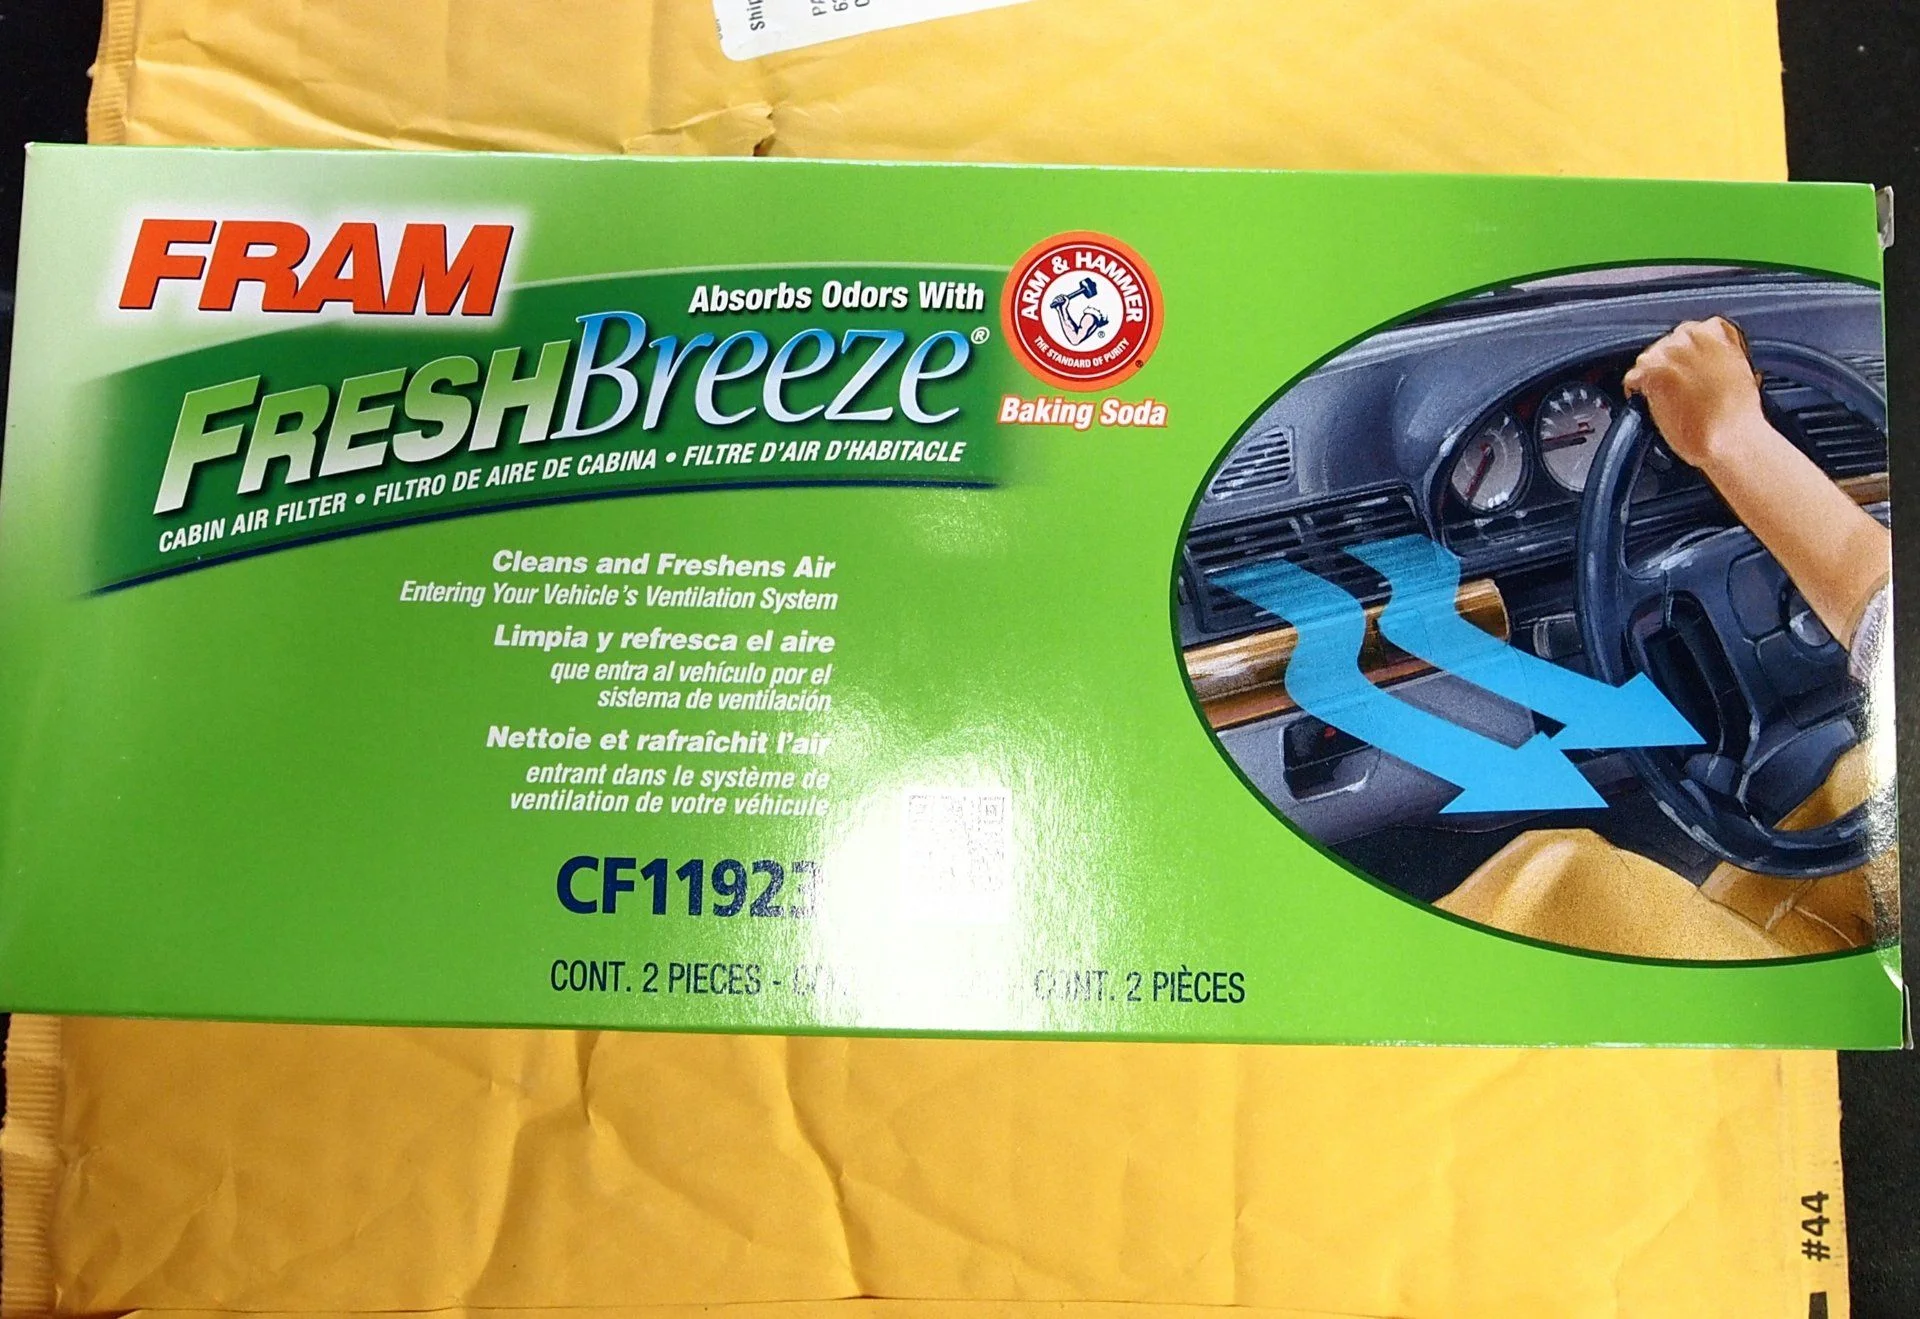 Ship
FRAM
Absorbs Odors With
ARM & HAMMER
THE STANDARD OF PURITY
Baking Soda
FRESHBreeze®
CABIN AIR FILTER • FILTRO DE AIRE DE CABINA • FILTRE D'AIR D'HABITACLE
Cleans and Freshens Air
Entering Your Vehicle's Ventilation System
Limpia y refresca el aire
que entra al vehículo por el
sistema de ventilación
Nettoie et rafraîchit l'air
entrant dans le système de
ventilation de votre véhicule
CF11923
CONT. 2 PIECES - CONT. 2 PIÈCES
#44